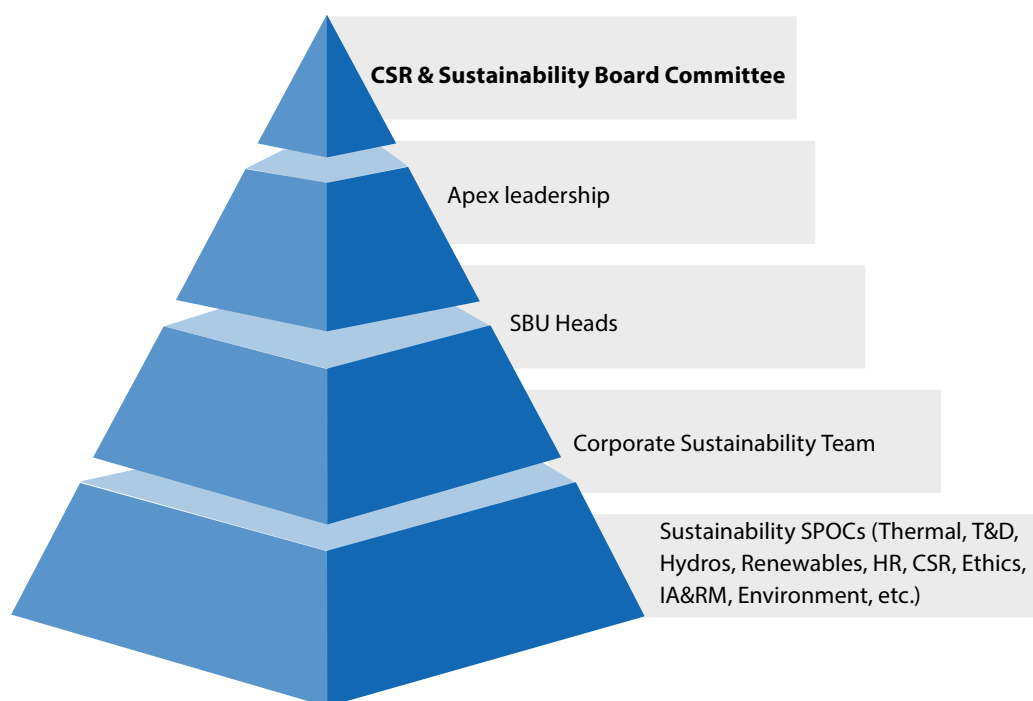 CSR & Sustainability Board Committee
Apex leadership
SBU Heads
Corporate Sustainability Team
Sustainability SPOCs (Thermal, T&D,
Hydros, Renewables, HR, CSR, Ethics,
IA&RM, Environment, etc.)